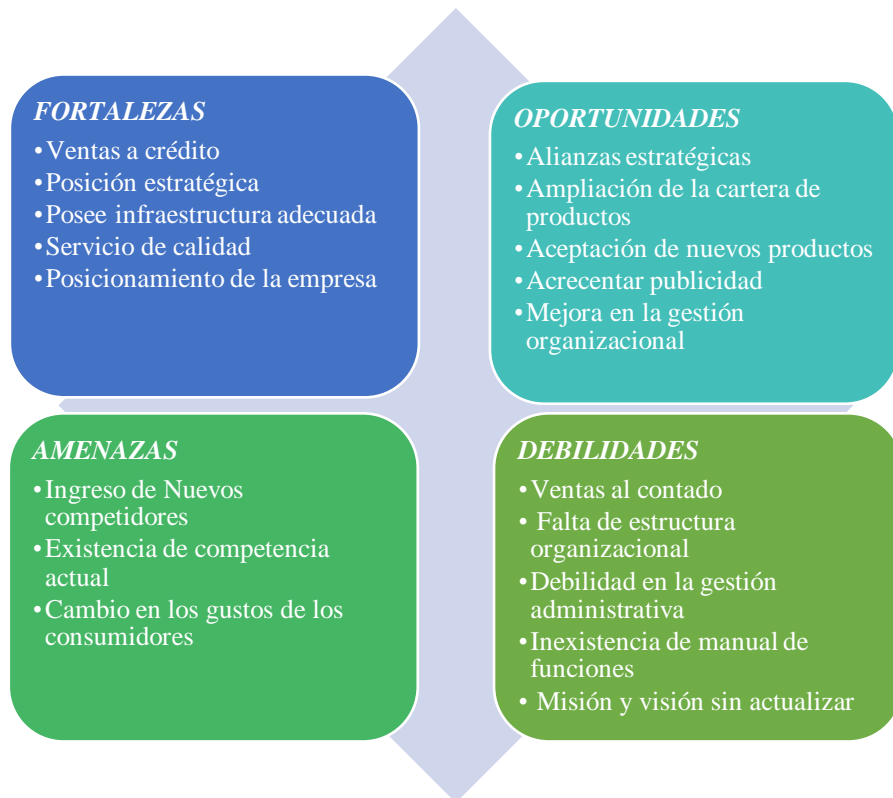 FORTALEZAS
•Ventas a crédito
•Posición estratégica
•Posee infraestructura adecuada
•Servicio de calidad
•Posicionamiento de la empresa
OPORTUNIDADES
•Alianzas estratégicas
•Ampliación de la cartera de
productos
•Aceptación de nuevos productos
•Acrecentar publicidad
•Mejora en la gestión
organizacional
AMENAZAS
•Ingreso de Nuevos
competidores
•Existencia de competencia
actual
•Cambio en los gustos de los
consumidores
DEBILIDADES
•Ventas al contado
• Falta de estructura
organizacional
•Debilidad en la gestión
administrativa
•Inexistencia de manual de
funciones
• Misión y visión sin actualizar